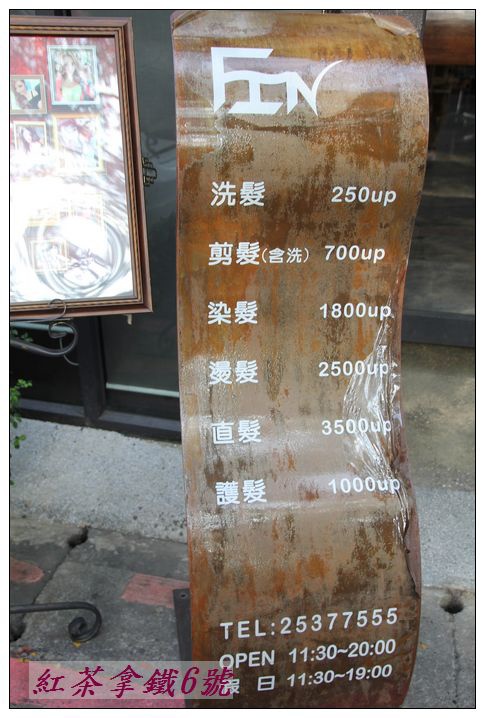 FIN
洗髮 250up
剪髮(含洗) 700up
染髮 1800up
燙髮 2500up
直髮 3500up
護髮 1000up
TEL:25377555
OPEN 11:30~20:00
日 11:30~19:00
紅茶拿鐵6號